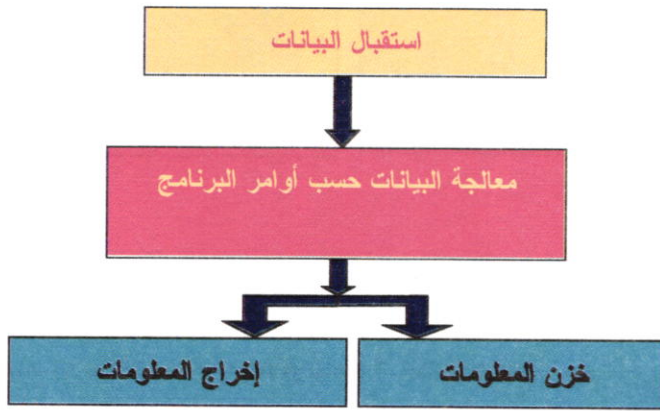 استقبال البيانات
معالجة البيانات حسب أوامر البرنامج
خزن المعلومات
إخراج المعلومات